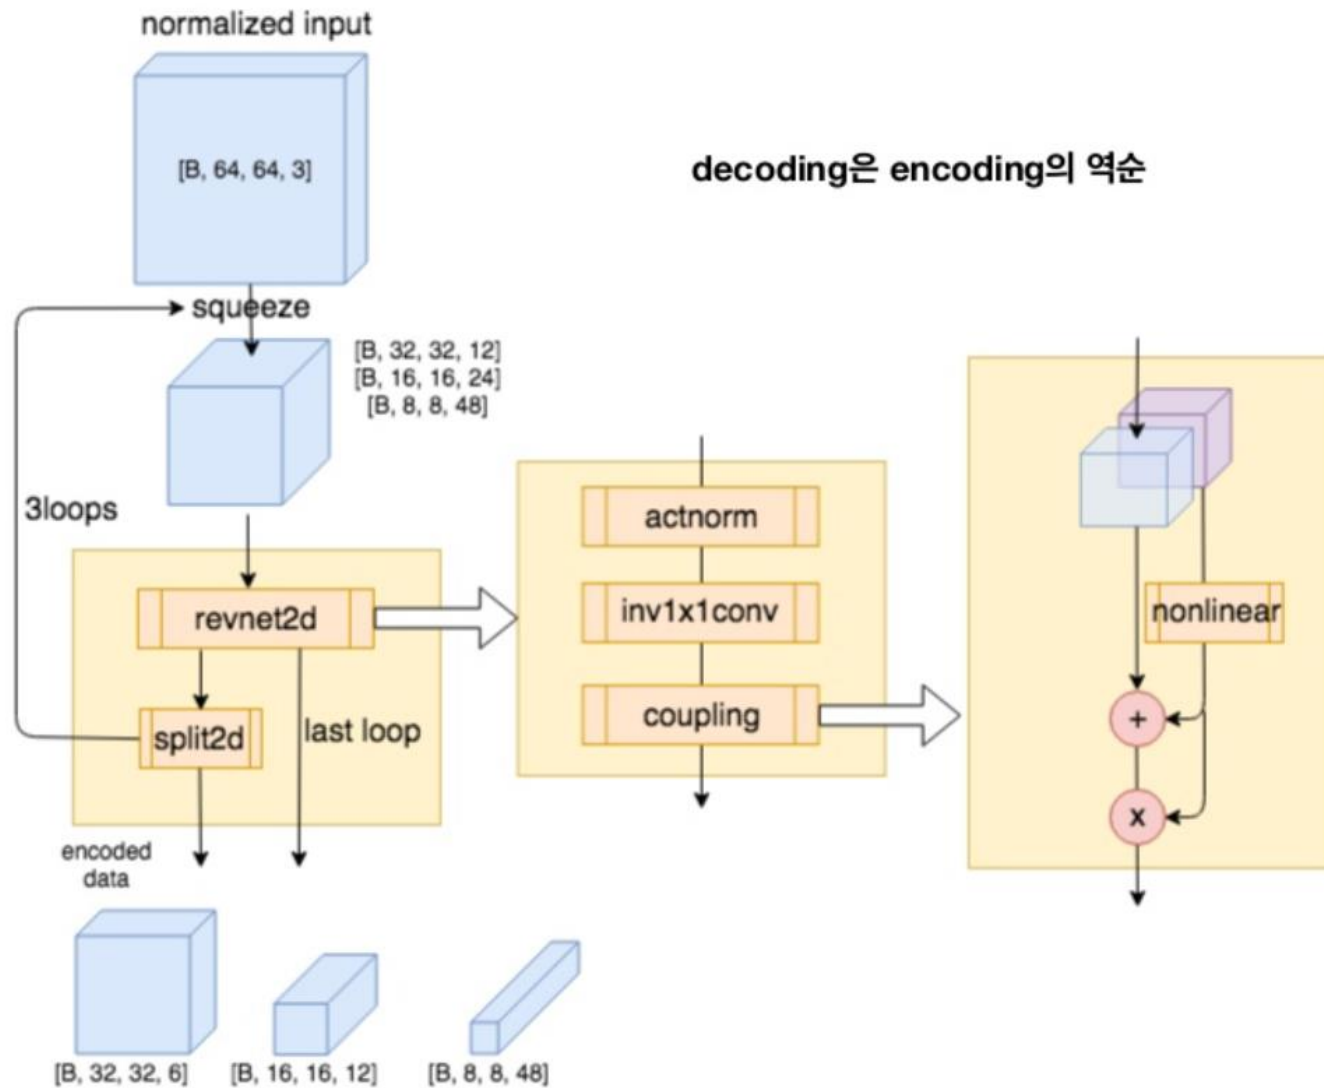 normalized input
[B, 64, 64, 3]
decoding은 encoding의 역순
squeeze
[B, 32, 32, 12]
[B, 16, 16, 24]
[B, 8, 8, 48]
3loops
revnet2d
split2d
last loop
encoded
data
[B, 32, 32, 6]
[B, 16, 16, 12]
[B, 8, 8, 48]
actnorm
inv1x1conv
coupling
nonlinear
+
x